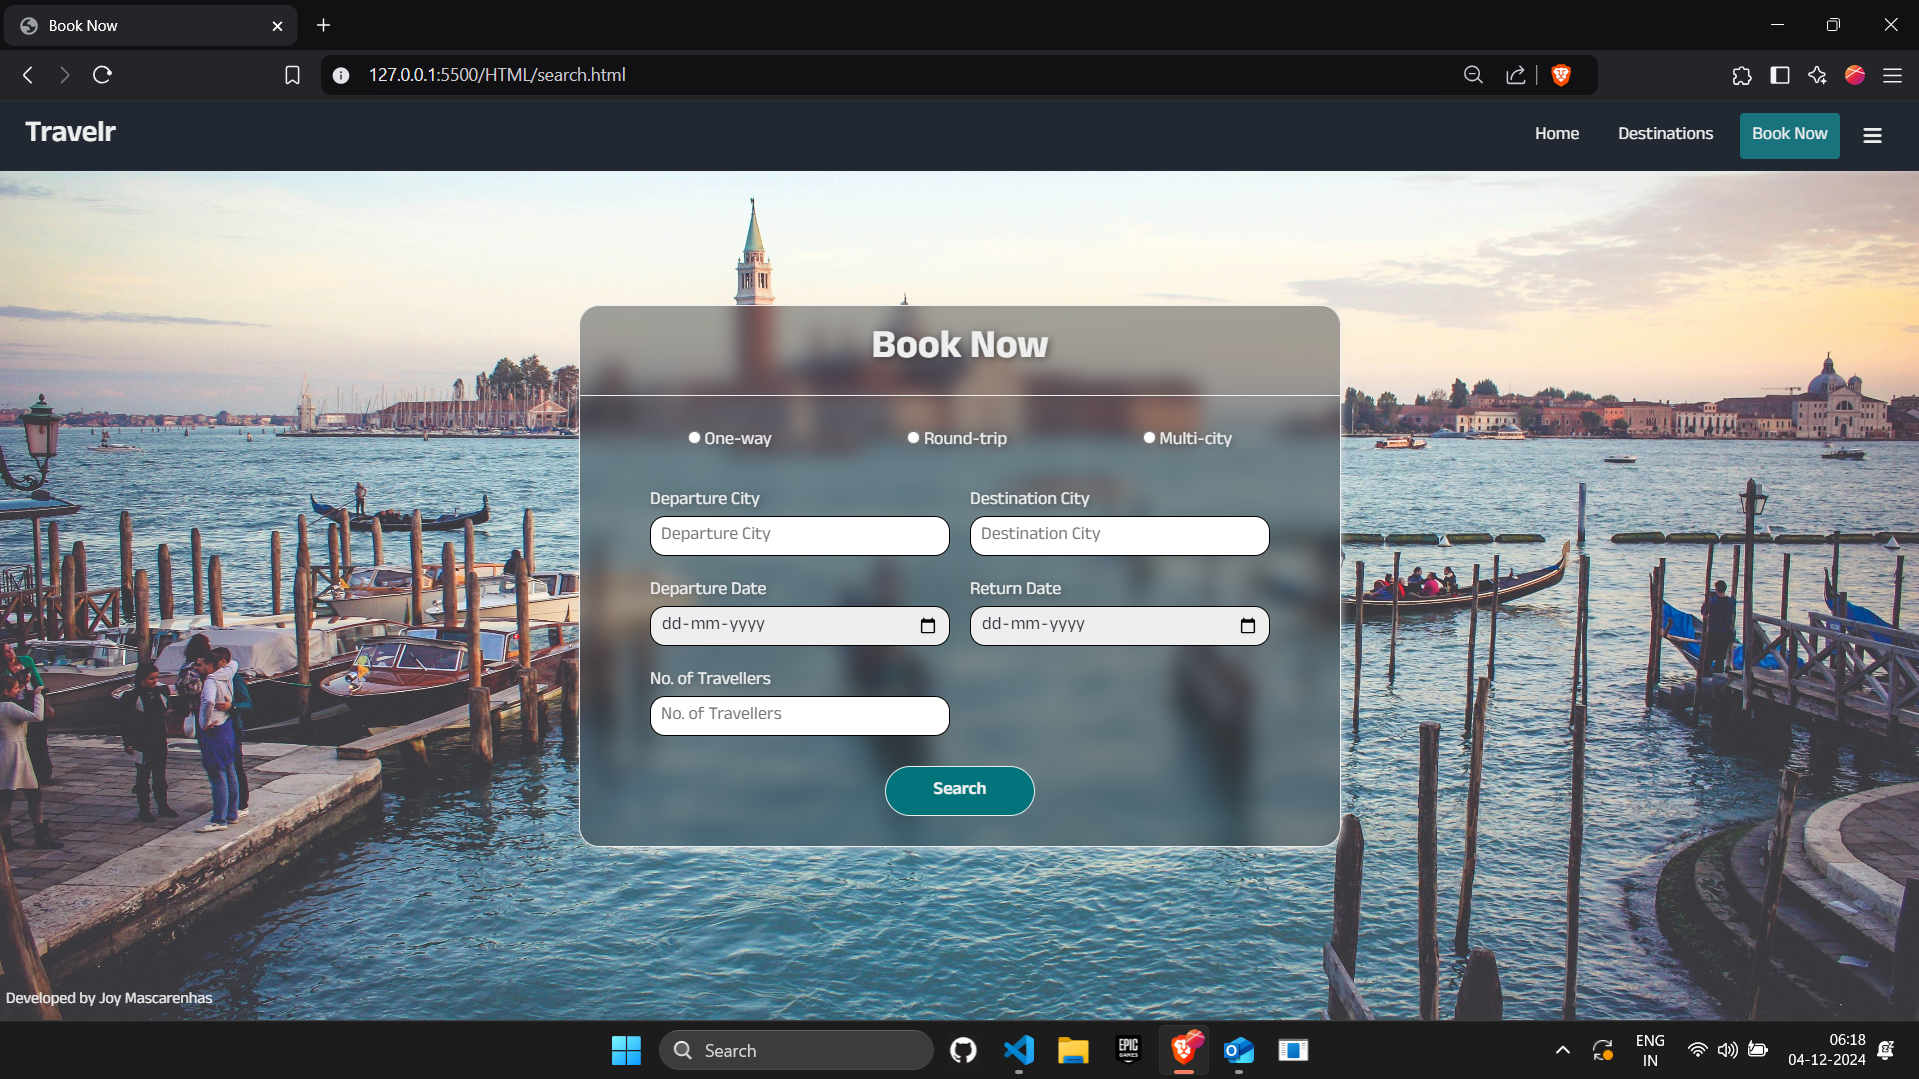 Book Now
127.0.0.1:5500/HTML/search.html
Travelr
Home Destinations Book Now
Book Now
One-way Round-trip Multi-city
Departure City Destination City
Departure City Destination City
Departure Date Return Date
dd-mm-yyyy dd-mm-yyyy
No. of Travellers
No. of Travellers
Search
Developed by Joy Mascarenhas
Search
EPIC
GAMES
ENG
IN
06:18
04-12-2024